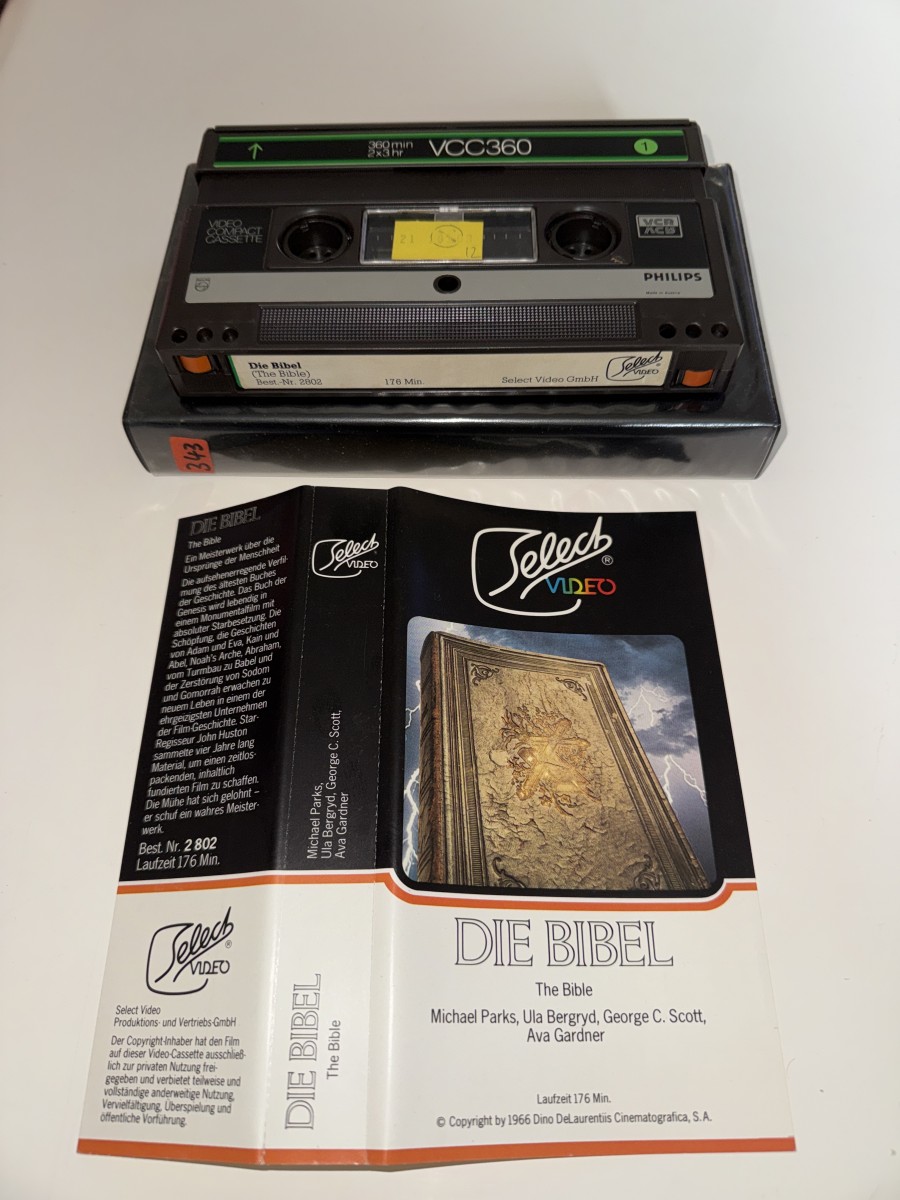 360min
2x3hr
VCC360
1
VIDEO
COMPACT
CASSETTE
21
12
VCR
PHILIPS
Made in Austria
Die Bibel
(The Bible)
Best.-Nr. 2802
176 Min.
Select Video GmbH
Select
VIDEO
343
DIE BIBEL
The Bible
Ein Meisterwerk über die
Ursprünge der Menschheit
Die aufsehenerregende Verfil-
mung des ältesten Buches
der Geschichte. Das Buch der
Genesis wird lebendig in
einem Monumentalfilm mit
absoluter Starbesetzung. Die
Schöpfung, die Geschichten
von Adam und Eva, Kain und
Abel, Noah's Arche, Abraham,
vom Turmbau zu Babel und
der Zerstörung von Sodom
und Gomorrah erwachen zu
neuem Leben in einem der
ehrgeizigsten Unternehmen
der Film-Geschichte. Star-
Regisseur John Huston
sammelte vier Jahre lang
Material, um einen zeitlos-
packenden, inhaltlich
fundierten Film zu schaffen.
Die Mühe hat sich gelohnt –
er schuf ein wahres Meister-
werk.
Best. Nr. 2 802
Laufzeit 176 Min.
Select®
VIDEO
Select Video
Produktions- und Vertriebs-GmbH
Der Copyright-Inhaber hat den Film
auf dieser Video-Cassette ausschließ-
lich zur privaten Nutzung frei-
gegeben und verbietet teilweise und
vollständige anderweitige Nutzung,
Vervielfältigung, Überspielung und
öffentliche Vorführung.
Select
VIDEO
Michael Parks,
Ula Bergryd, George C. Scott,
Ava Gardner
DIE BIBEL
The Bible
Select®
VIDEO
DIE BIBEL
The Bible
Michael Parks, Ula Bergryd, George C. Scott,
Ava Gardner
Laufzeit 176 Min.
© Copyright by 1966 Dino DeLaurentiis Cinematografica, S.A.